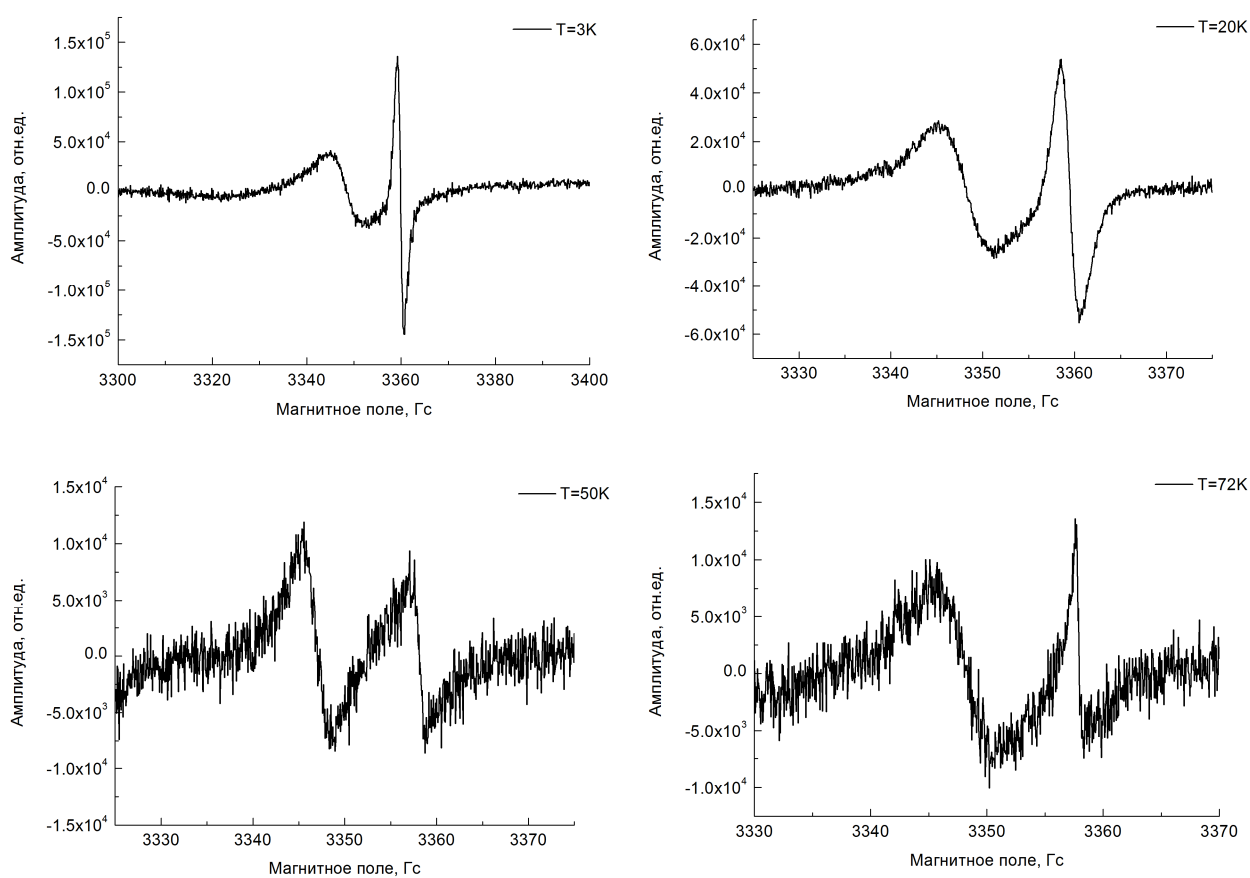 T=3K
1.5x10^5
1.0x10^5
5.0x10^4
0.0
-5.0x10^4
-1.0x10^5
-1.5x10^5
Амплитуда, отн.ед.
3300 3320 3340 3360 3380 3400
Магнитное поле, Гс
T=20K
6.0x10^4
4.0x10^4
2.0x10^4
0.0
-2.0x10^4
-4.0x10^4
-6.0x10^4
Амплитуда, отн.ед.
3330 3340 3350 3360 3370
Магнитное поле, Гс
T=50K
1.5x10^4
1.0x10^4
5.0x10^3
0.0
-5.0x10^3
-1.0x10^4
-1.5x10^4
Амплитуда, отн.ед.
3330 3340 3350 3360 3370
Магнитное поле, Гс
T=72K
1.5x10^4
1.0x10^4
5.0x10^3
0.0
-5.0x10^3
-1.0x10^4
Амплитуда, отн.ед.
3330 3340 3350 3360 3370
Магнитное поле, Гс